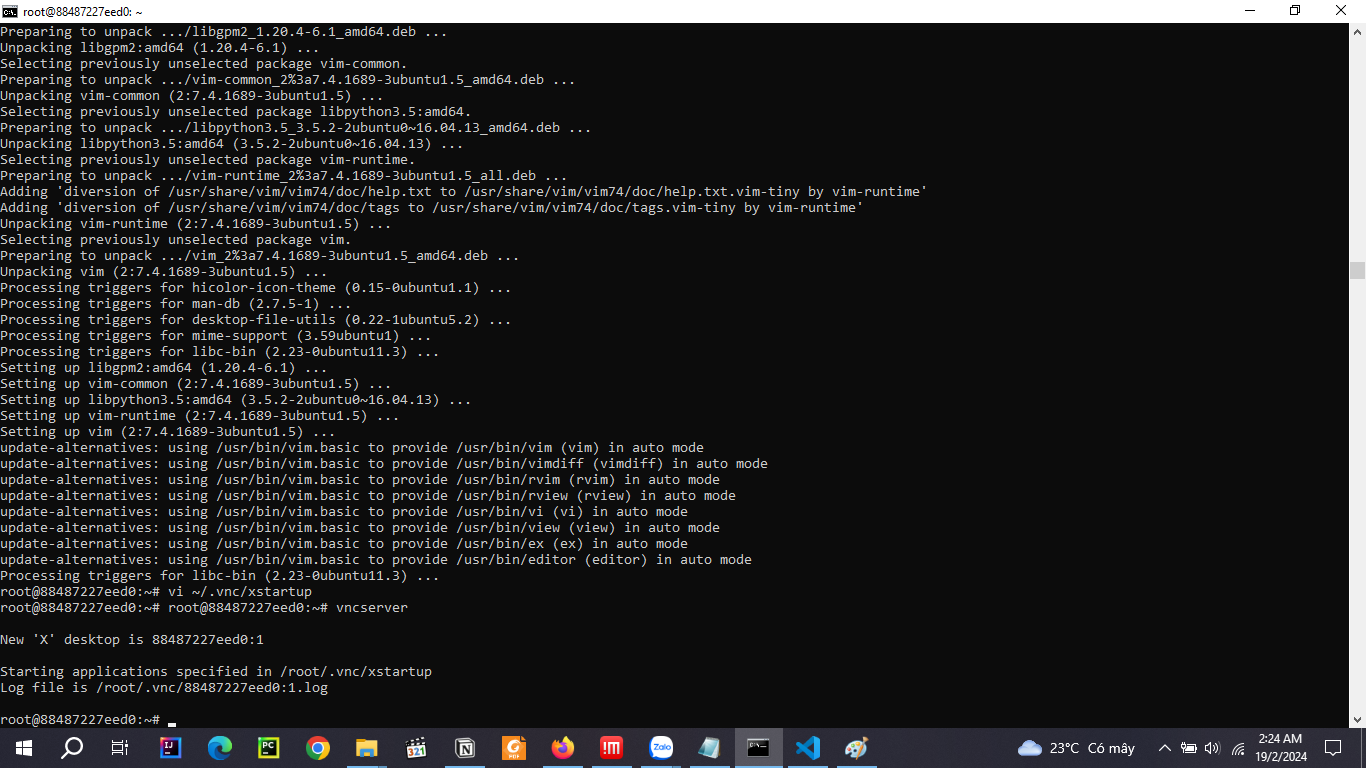 root@88487227eed0: ~
Preparing to unpack .../libgpm2_1.20.4-6.1_amd64.deb ...
Unpacking libgpm2:amd64 (1.20.4-6.1) ...
Selecting previously unselected package vim-common.
Preparing to unpack .../vim-common_2%3a7.4.1689-3ubuntu1.5_amd64.deb ...
Unpacking vim-common (2:7.4.1689-3ubuntu1.5) ...
Selecting previously unselected package libpython3.5:amd64.
Preparing to unpack .../libpython3.5_3.5.2-2ubuntu0~16.04.13_amd64.deb ...
Unpacking libpython3.5:amd64 (3.5.2-2ubuntu0~16.04.13) ...
Selecting previously unselected package vim-runtime.
Preparing to unpack .../vim-runtime_2%3a7.4.1689-3ubuntu1.5_all.deb ...
Adding 'diversion of /usr/share/vim/vim74/doc/help.txt to /usr/share/vim/vim74/doc/help.txt.vim-tiny by vim-runtime'
Adding 'diversion of /usr/share/vim/vim74/doc/tags to /usr/share/vim/vim74/doc/tags.vim-tiny by vim-runtime'
Unpacking vim-runtime (2:7.4.1689-3ubuntu1.5) ...
Selecting previously unselected package vim.
Preparing to unpack .../vim_2%3a7.4.1689-3ubuntu1.5_amd64.deb ...
Unpacking vim (2:7.4.1689-3ubuntu1.5) ...
Processing triggers for hicolor-icon-theme (0.15-0ubuntu1.1) ...
Processing triggers for man-db (2.7.5-1) ...
Processing triggers for desktop-file-utils (0.22-1ubuntu5.2) ...
Processing triggers for mime-support (3.59ubuntu1) ...
Processing triggers for libc-bin (2.23-0ubuntu11.3) ...
Setting up libgpm2:amd64 (1.20.4-6.1) ...
Setting up vim-common (2:7.4.1689-3ubuntu1.5) ...
Setting up libpython3.5:amd64 (3.5.2-2ubuntu0~16.04.13) ...
Setting up vim-runtime (2:7.4.1689-3ubuntu1.5) ...
Setting up vim (2:7.4.1689-3ubuntu1.5) ...
update-alternatives: using /usr/bin/vim.basic to provide /usr/bin/vim (vim) in auto mode
update-alternatives: using /usr/bin/vim.basic to provide /usr/bin/vimdiff (vimdiff) in auto mode
update-alternatives: using /usr/bin/vim.basic to provide /usr/bin/rvim (rvim) in auto mode
update-alternatives: using /usr/bin/vim.basic to provide /usr/bin/rview (rview) in auto mode
update-alternatives: using /usr/bin/vim.basic to provide /usr/bin/vi (vi) in auto mode
update-alternatives: using /usr/bin/vim.basic to provide /usr/bin/view (view) in auto mode
update-alternatives: using /usr/bin/vim.basic to provide /usr/bin/ex (ex) in auto mode
update-alternatives: using /usr/bin/vim.basic to provide /usr/bin/editor (editor) in auto mode
Processing triggers for libc-bin (2.23-0ubuntu11.3) ...
root@88487227eed0:~# vi ~/.vnc/xstartup
root@88487227eed0:~# root@88487227eed0:~# vncserver
New 'X' desktop is 88487227eed0:1
Starting applications specified in /root/.vnc/xstartup
Log file is /root/.vnc/88487227eed0:1.log
root@88487227eed0:~#
IJ
PC
321
N
PDF
!M
Zalo
23°C Có mây
2:24 AM
19/2/2024